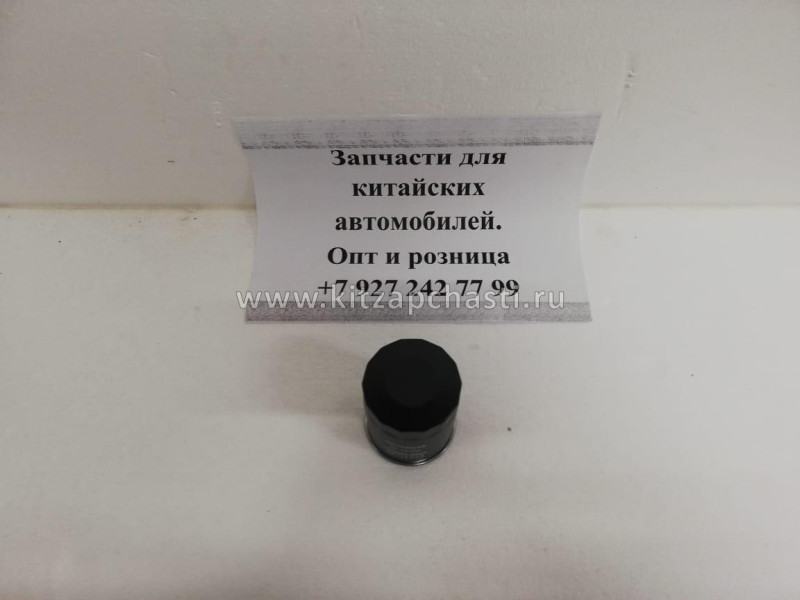 Запчасти для
китайских
автомобилей.
Опт и розница
+7 927 242 77 99
www.kitzapchasti.ru